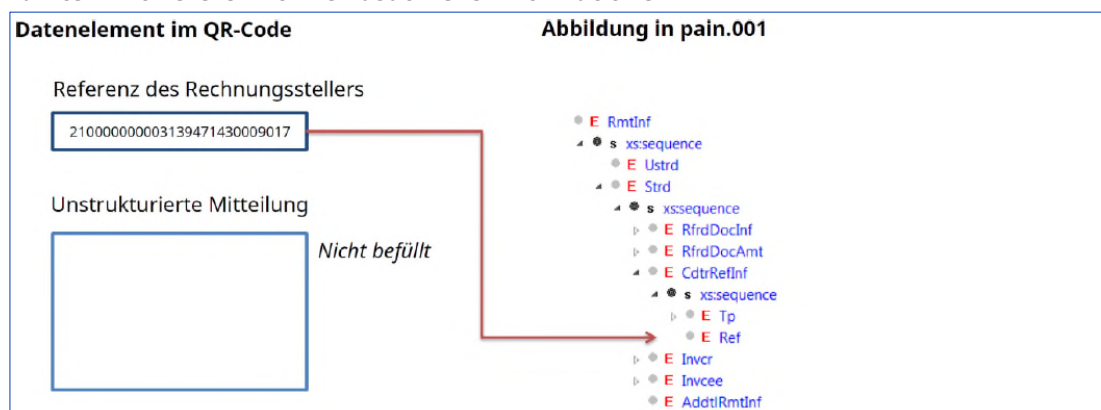 Datenelement im QR-Code
Abbildung in pain.001
Referenz des Rechnungsstellers
210000000003139471430009017
Unstrukturierte Mitteilung
Nicht befüllt
E RmtInf
s xs:sequence
E Ustrd
E Strd
s xs:sequence
E RfrdDocInf
E RfrdDocAmt
E CdtrRefInf
s xs:sequence
E Tp
E Ref
E Invcr
E Invcee
E AddtlRmtInf